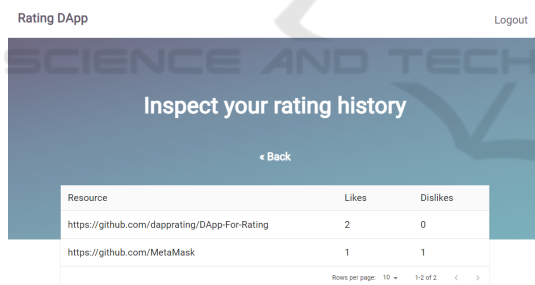 Rating DApp
Logout
SCIENCE AND TECH
Inspect your rating history
« Back
Resource Likes Dislikes
https://github.com/dapprating/DApp-For-Rating 2 0
https://github.com/MetaMask 1 1
Rows per page: 10 1-2 of 2 < >